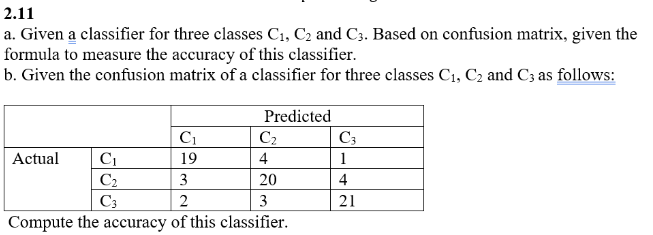 2.11
a. Given a classifier for three classes C₁, C₂ and C₃. Based on confusion matrix, given the
formula to measure the accuracy of this classifier.
b. Given the confusion matrix of a classifier for three classes C₁, C₂ and C₃ as follows:
Predicted
C₁ C₂ C₃
Actual C₁ 19 4 1
C₂ 3 20 4
C₃ 2 3 21
Compute the accuracy of this classifier.